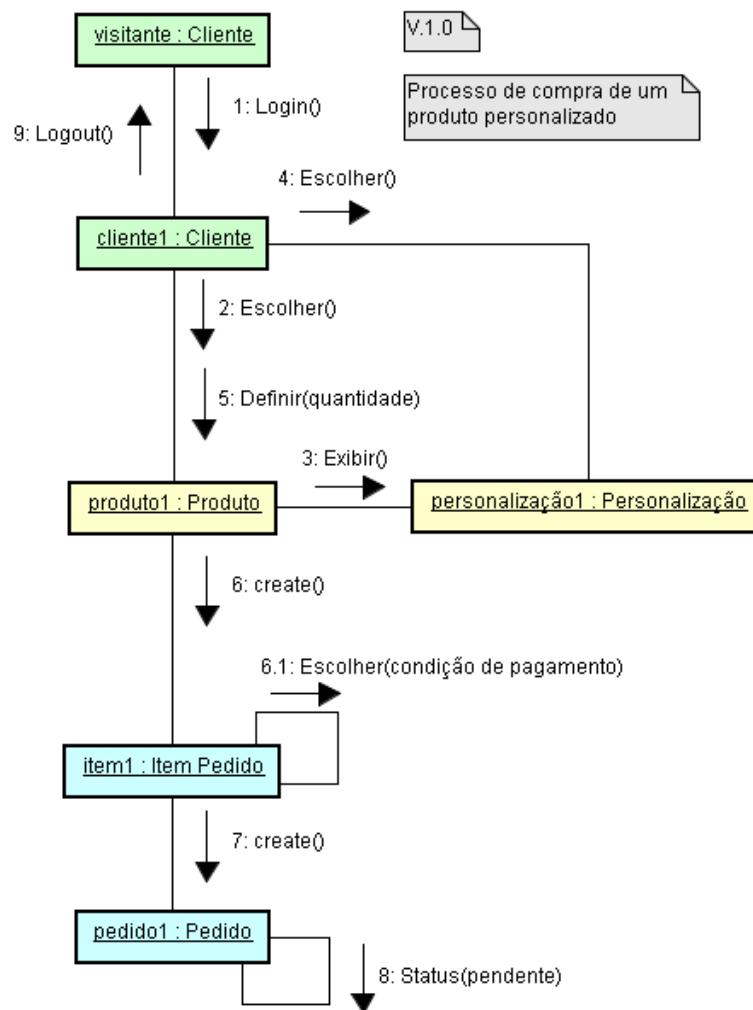 visitante : Cliente
V.1.0
Processo de compra de um
produto personalizado
1: Login()
9: Logout()
4: Escolher()
cliente1 : Cliente
2: Escolher()
5: Definir(quantidade)
3: Exibir()
produto1 : Produto
personalização1 : Personalização
6: create()
6.1: Escolher(condição de pagamento)
item1 : Item Pedido
7: create()
pedido1 : Pedido
8: Status(pendente)